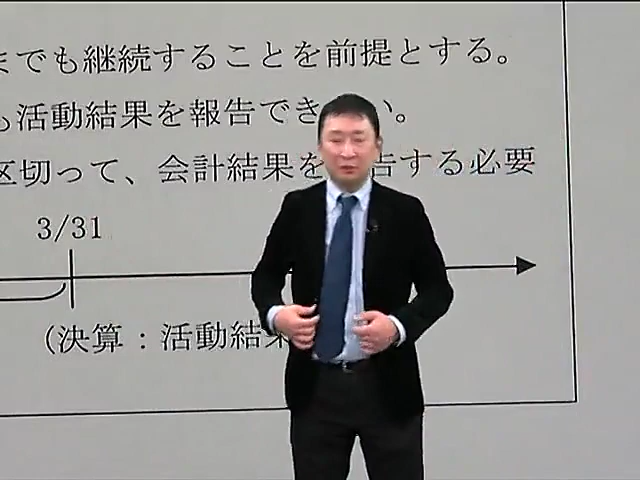 までも継続することを前提とする。
も活動結果を報告でき い。
区切って、会計結果を 告する必要
3/31
(決算：活動結果